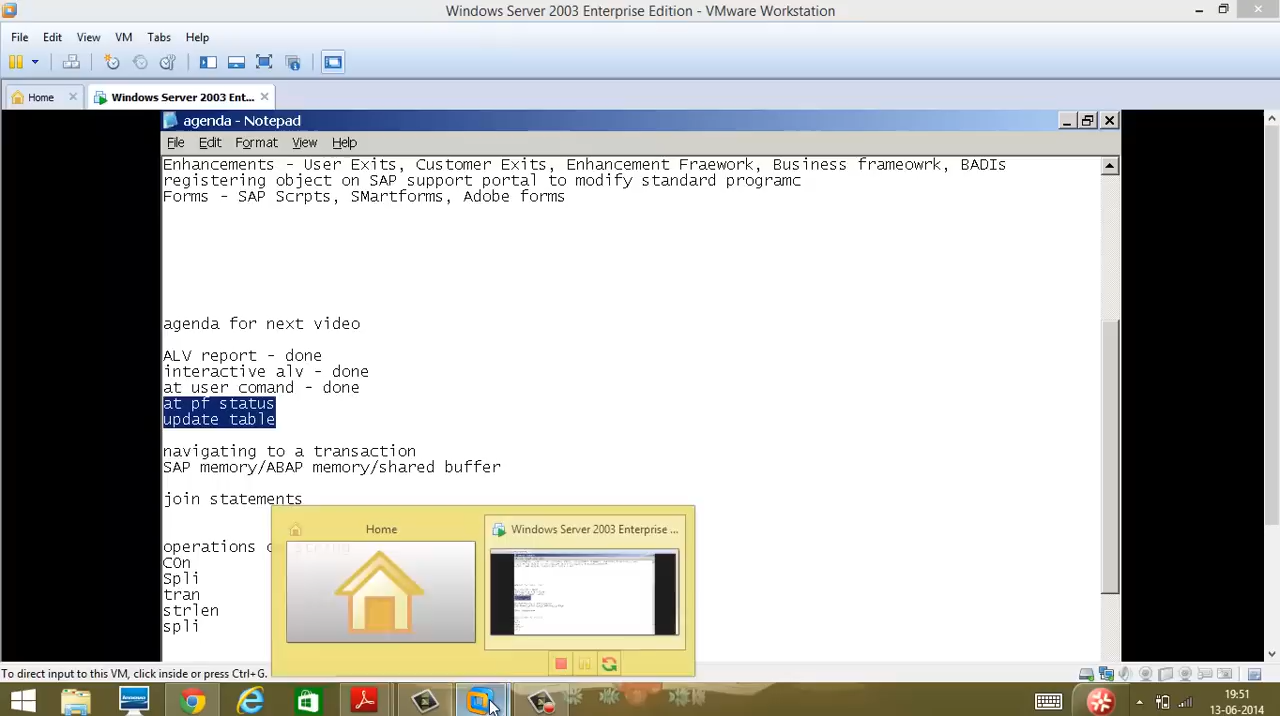 Windows Server 2003 Enterprise Edition - VMware Workstation
File Edit View VM Tabs Help
Home Windows Server 2003 Ent...
agenda - Notepad
File Edit Format View Help
Enhancements - User Exits, Customer Exits, Enhancement Fraework, Business frameowrk, BADIs
registering object on SAP support portal to modify standard programc
Forms - SAP Scrpts, SMartforms, Adobe forms
agenda for next video
ALV report - done
interactive alv - done
at user comand - done
at pf status
update table
navigating to a transaction
SAP memory/ABAP memory/shared buffer
join statements
Home Windows Server 2003 Enterprise ...
operations
COn
Spli
tran
strlen
spli
To direct input to this VM, click inside or press Ctrl+G.
19:51
13-06-2014